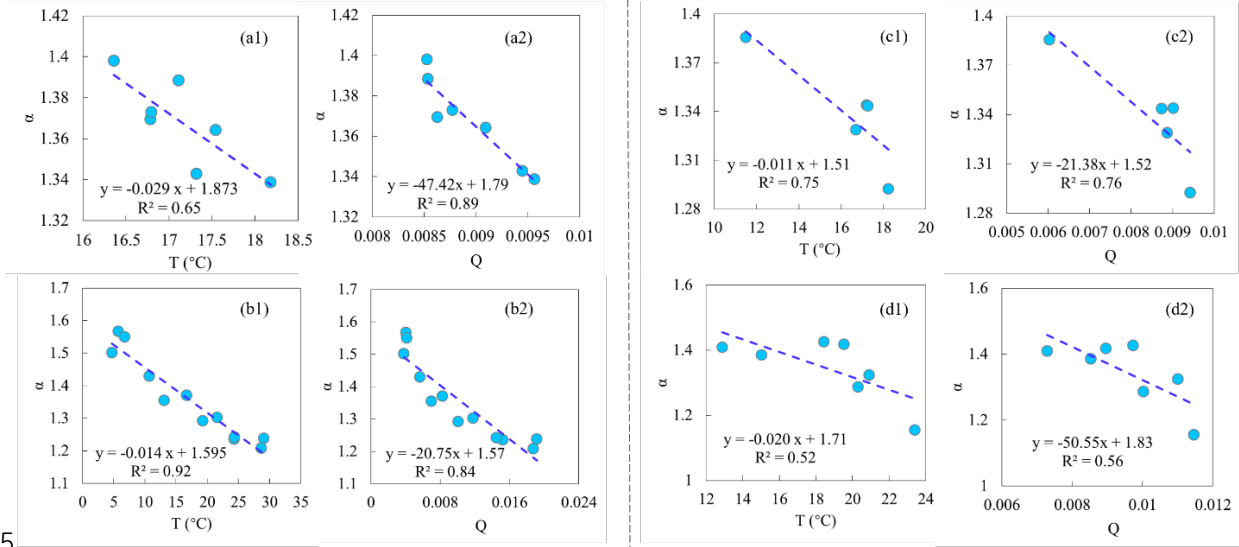 1.42
1.4
1.38
1.36
1.34
1.32
α
(a1)
y = -0.029 x + 1.873
R² = 0.65
16 16.5 17 17.5 18 18.5
T (°C)
1.42
1.4
1.38
1.36
1.34
1.32
α
(a2)
y = -47.42x + 1.79
R² = 0.89
0.008 0.0085 0.009 0.0095 0.01
Q
1.4
1.37
1.34
1.31
1.28
α
(c1)
y = -0.011x + 1.51
R² = 0.75
10 12 14 16 18 20
T (°C)
1.4
1.37
1.34
1.31
1.28
α
(c2)
y = -21.38x + 1.52
R² = 0.76
0.005 0.006 0.007 0.008 0.009 0.01
Q
1.7
1.6
1.5
1.4
1.3
1.2
1.1
α
(b1)
y = -0.014 x + 1.595
R² = 0.92
0 5 10 15 20 25 30 35
T (°C)
1.7
1.6
1.5
1.4
1.3
1.2
1.1
α
(b2)
y = -20.75x + 1.57
R² = 0.84
0 0.008 0.016 0.024
Q
1.6
1.4
1.2
1
α
(d1)
y = -0.020 x + 1.71
R² = 0.52
12 14 16 18 20 22 24
T (°C)
1.6
1.4
1.2
1
α
(d2)
y = -50.55x + 1.83
R² = 0.56
0.006 0.008 0.01 0.012
Q
5